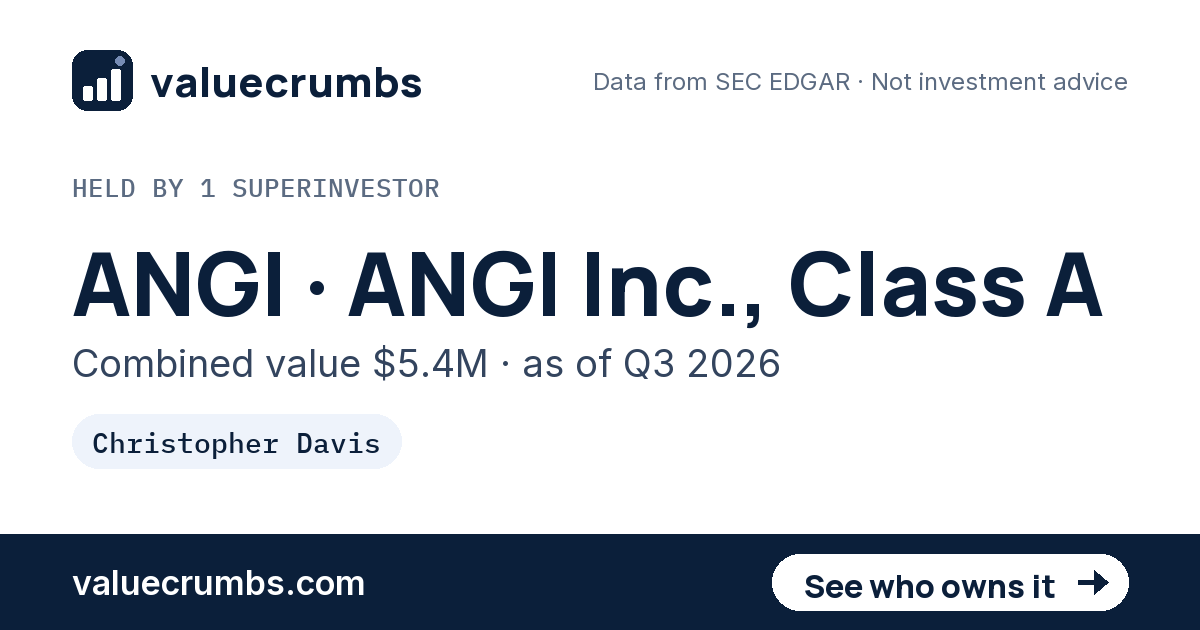 valuecrumbs
Data from SEC EDGAR · Not investment advice
HELD BY 1 SUPERINVESTOR
ANGI · ANGI Inc., Class A
Combined value $5.4M · as of Q3 2026
Christopher Davis
valuecrumbs.com
See who owns it →